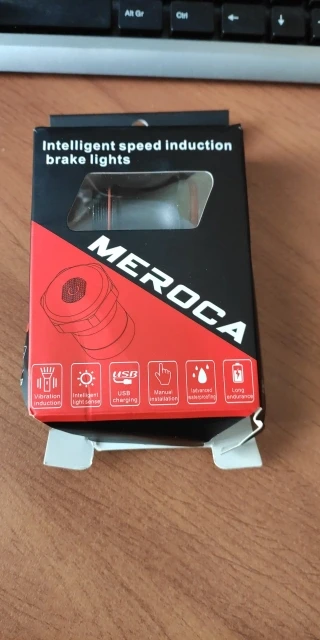 Alt Gr
Ctrl
Intelligent speed induction
brake lights
MEROCA
Vibration
induction
Intelligent
light sense
USB
USB
charging
Manual
installation
waterproofing
Long
endurance